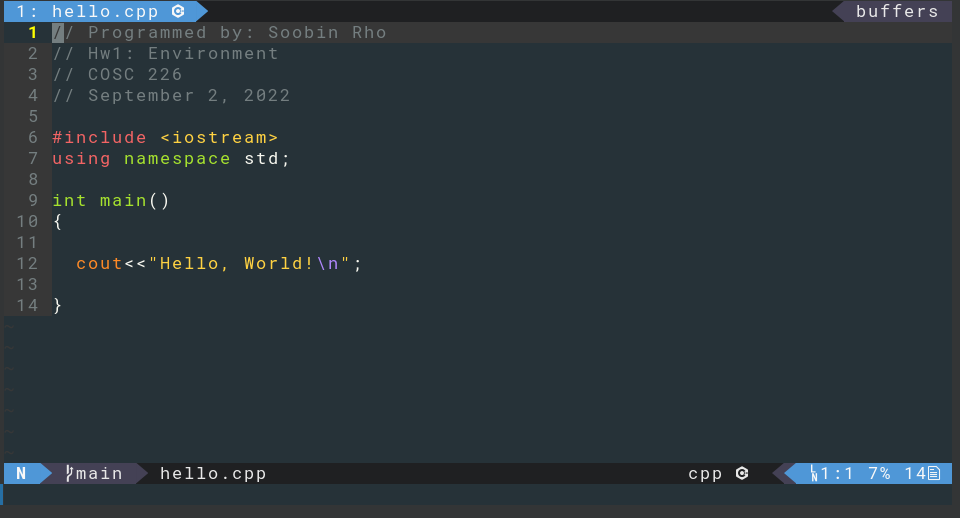 1: hello.cpp buffers
1 // Programmed by: Soobin Rho
2 // Hw1: Environment
3 // COSC 226
4 // September 2, 2022
5
6 #include <iostream>
7 using namespace std;
8
9 int main()
10 {
11
12   cout<<"Hello, World!\n";
13
14 }
~
~
~
~
~
~
~
N main hello.cpp cpp LN 1:1 7% 14